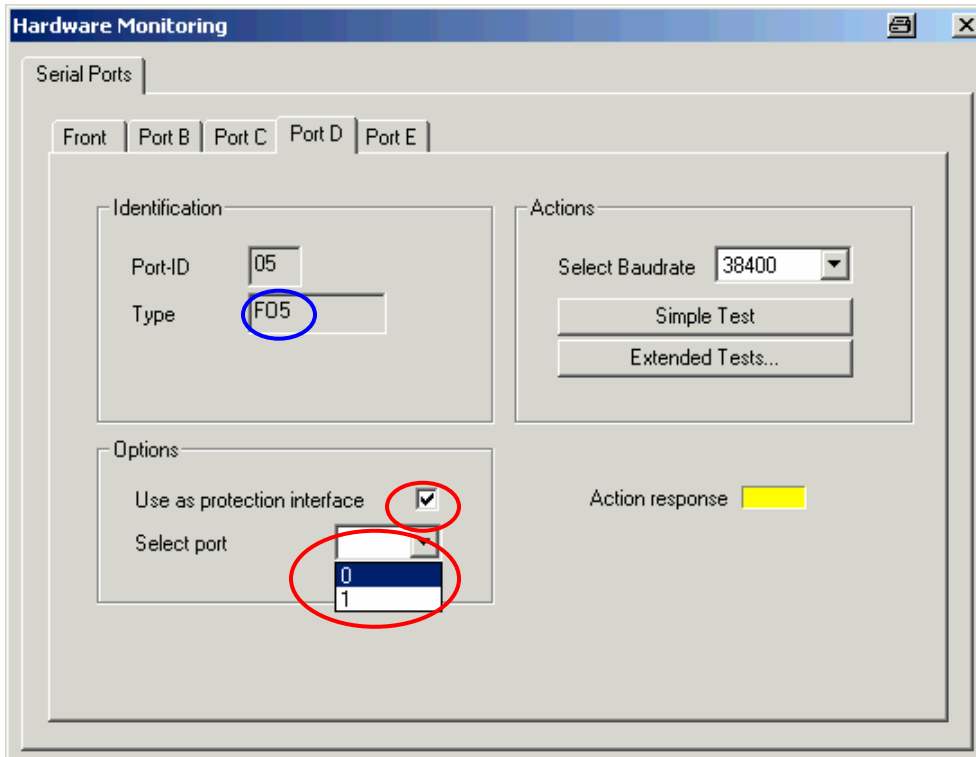 Hardware Monitoring
Serial Ports
Front Port B Port C Port D Port E
Identification
Port-ID 05
Type FO5
Actions
Select Baudrate 38400
Simple Test
Extended Tests...
Options
Use as protection interface
Select port
0
1
Action response